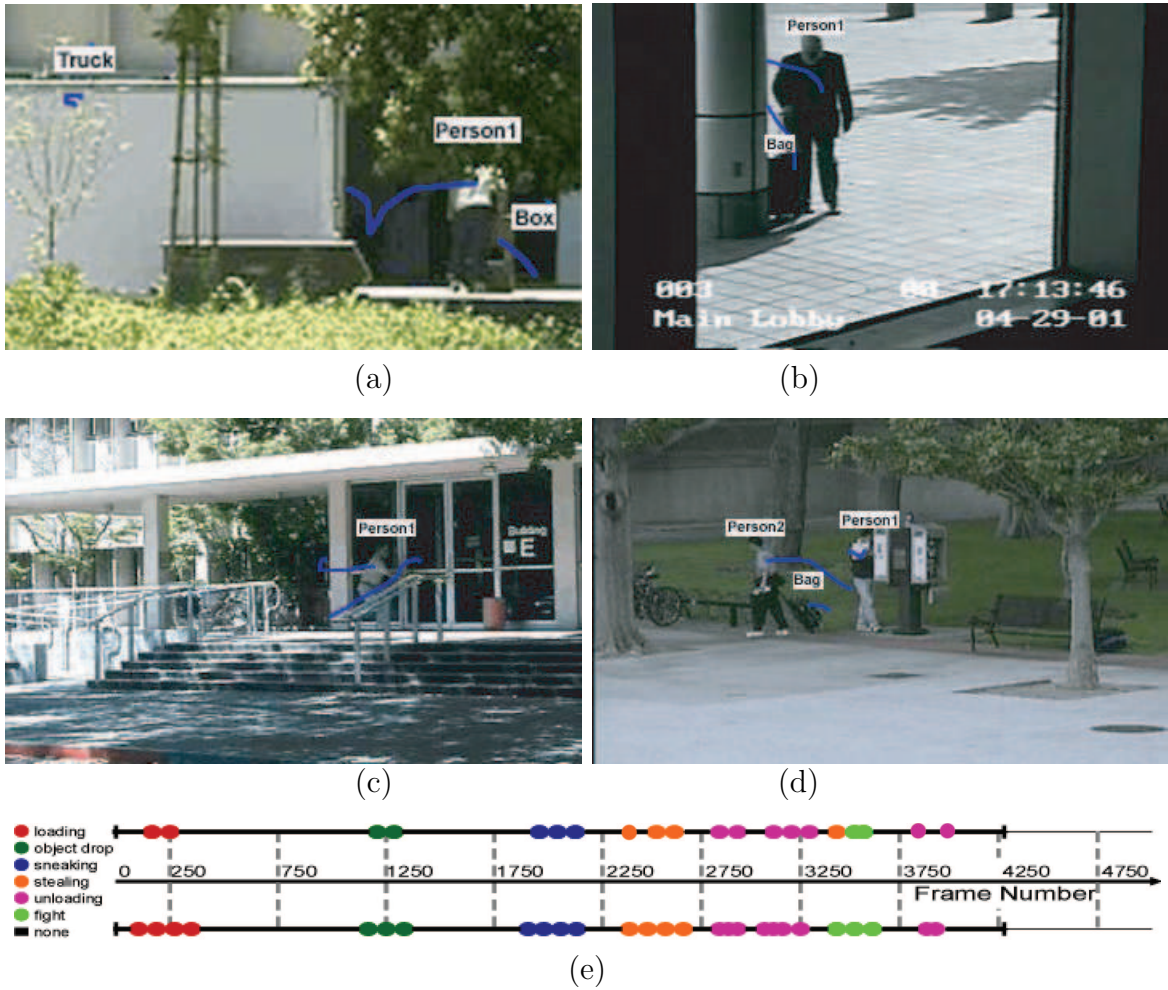 Truck
Person1
Box
(a)
Person1
Bag
003 00 17:13:46
Main Lobby 04-29-01
(b)
Person1
Building
E
(c)
Person2 Person1
Bag
(d)
loading
object drop
sneaking
stealing
unloading
fight
none
0 250 750 1250 1750 2250 2750 3250 3750 4250 4750
Frame Number
(e)